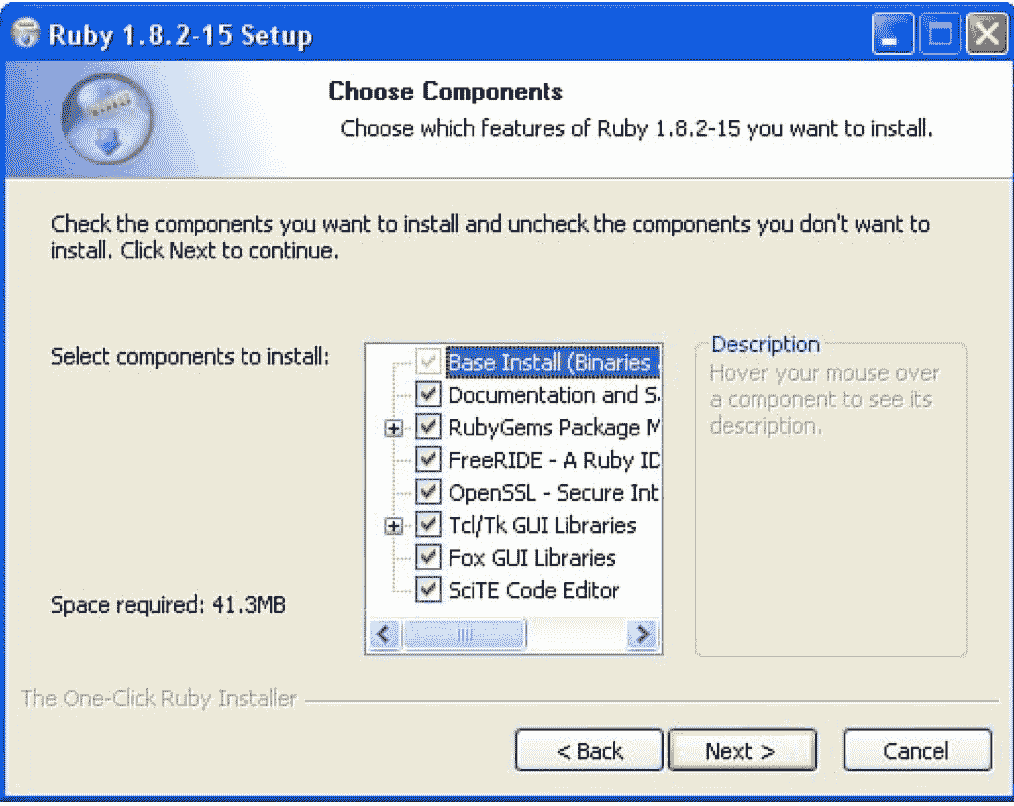 Ruby 1.8.2-15 Setup
Choose Components
Choose which features of Ruby 1.8.2-15 you want to install.
Check the components you want to install and uncheck the components you don't want to
install. Click Next to continue.
Select components to install:
Base Install (Binaries
Documentation and S
RubyGems Package M
FreeRIDE - A Ruby ID
OpenSSL - Secure Int
Tcl/Tk GUI Libraries
Fox GUI Libraries
SciTE Code Editor
Description
Hover your mouse over
a component to see its
description.
Space required: 41.3MB
The One-Click Ruby Installer
< Back
Next >
Cancel